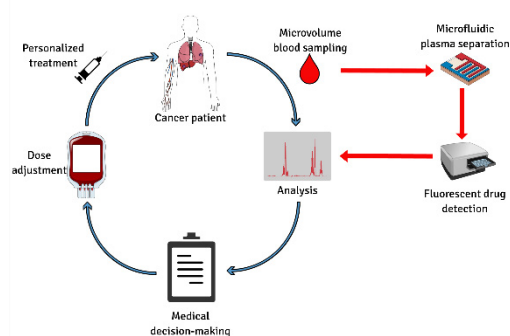 Personalized
treatment
Cancer patient
Microvolume
blood sampling
Microfluidic
plasma separation
Fluorescent drug
detection
Analysis
Medical
decision-making
Dose
adjustment